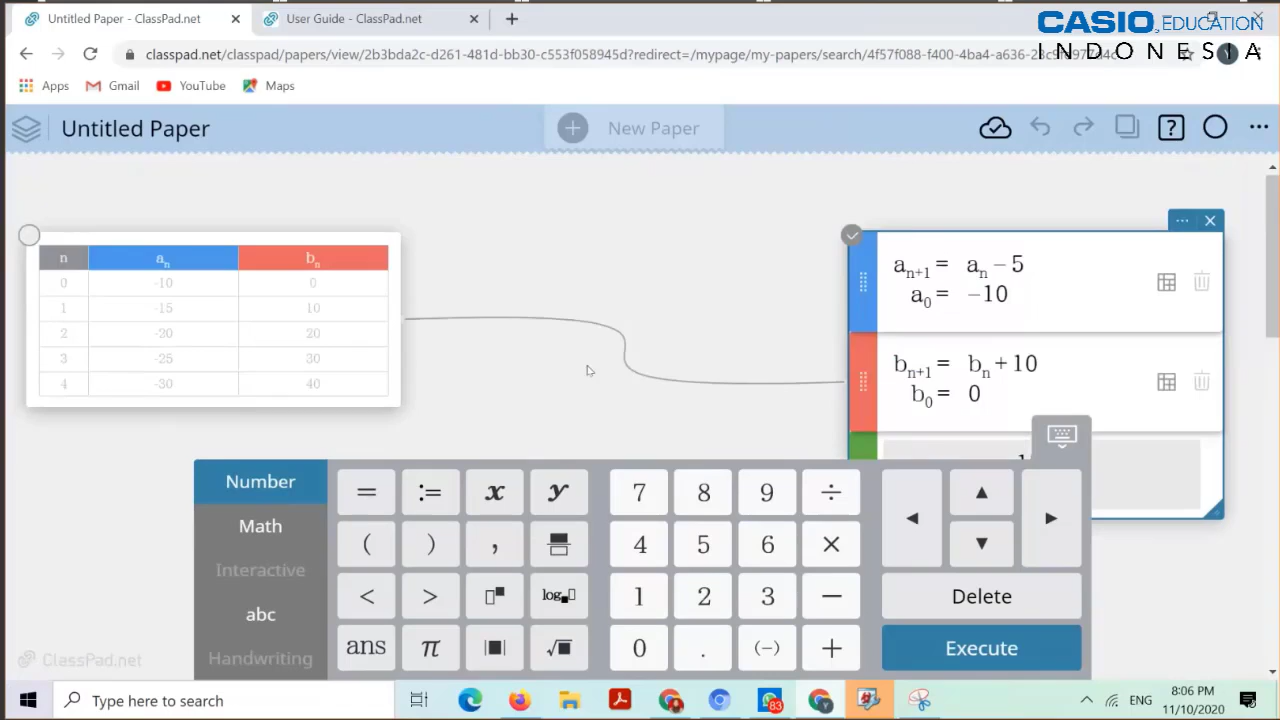 Untitled Paper - ClassPad.net
User Guide - ClassPad.net
CASIO EDUCATION
INDONESIA
classpad.net/classpad/papers/view/2b3bda2c-d261-481d-bb30-c553f058945d?redirect=/mypage/my-papers/search/4f57f088-f400-4ba4-a636-
Apps
Gmail
YouTube
Maps
Untitled Paper
New Paper
n an bn
0 -10 0
1 -15 10
2 -20 20
3 -25 30
4 -30 40
an+1 = an − 5
a0 = −10
bn+1 = bn + 10
b0 = 0
Number = := x y 7 8 9 ÷
Math ( ) , 4 5 6 ×
Interactive
abc < > log 1 2 3 − Delete
Handwriting ans π √ 0 . (−) + Execute
ClassPad.net
Type here to search
83
ENG
8:06 PM
11/10/2020